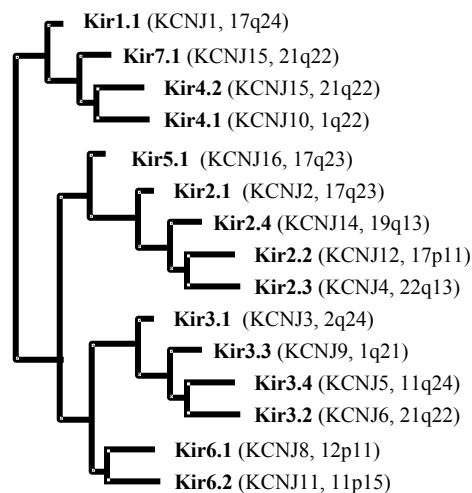 Kir1.1 (KCNJ1, 17q24)
Kir7.1 (KCNJ15, 21q22)
Kir4.2 (KCNJ15, 21q22)
Kir4.1 (KCNJ10, 1q22)
Kir5.1 (KCNJ16, 17q23)
Kir2.1 (KCNJ2, 17q23)
Kir2.4 (KCNJ14, 19q13)
Kir2.2 (KCNJ12, 17p11)
Kir2.3 (KCNJ4, 22q13)
Kir3.1 (KCNJ3, 2q24)
Kir3.3 (KCNJ9, 1q21)
Kir3.4 (KCNJ5, 11q24)
Kir3.2 (KCNJ6, 21q22)
Kir6.1 (KCNJ8, 12p11)
Kir6.2 (KCNJ11, 11p15)